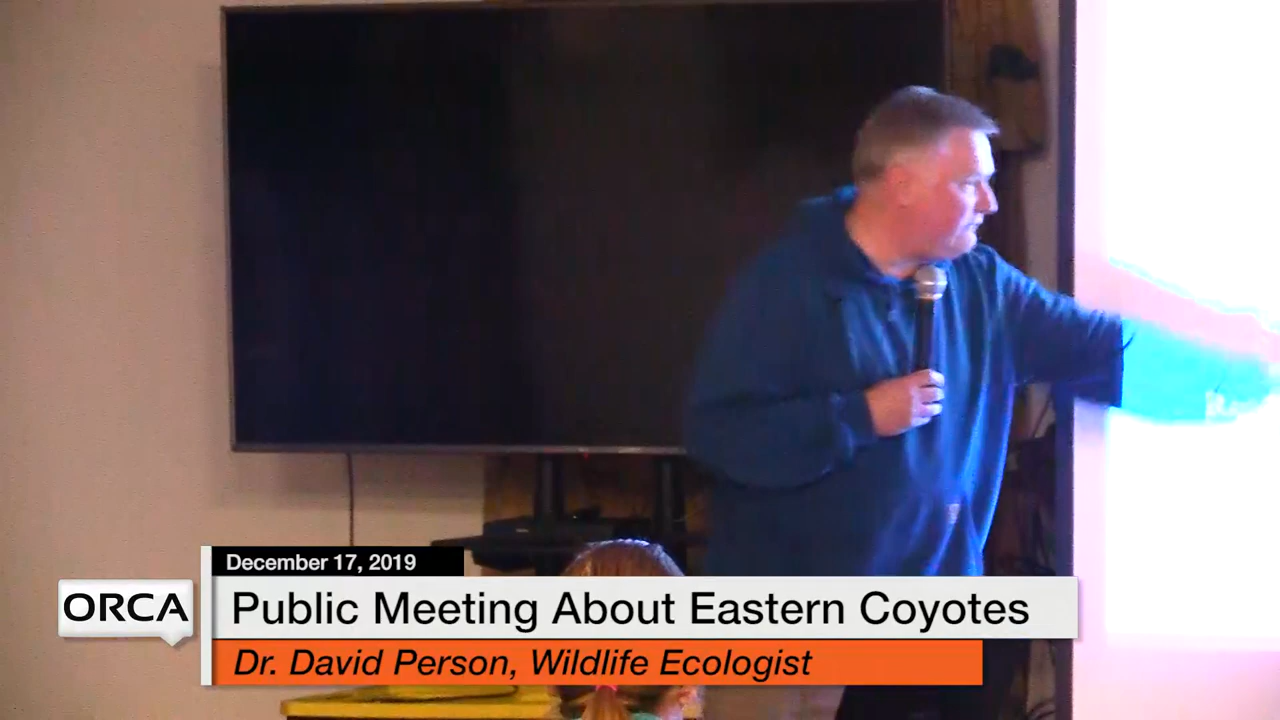 December 17, 2019
ORCA
Public Meeting About Eastern Coyotes
Dr. David Person, Wildlife Ecologist